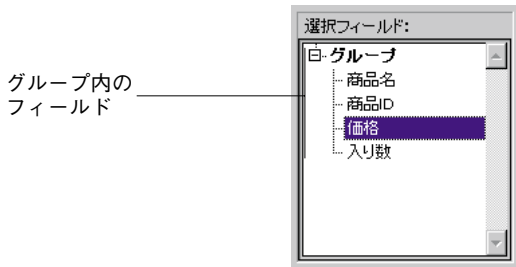 選択フィールド:
グループ
商品名
商品ID
価格
入り数
グループ内の
フィールド